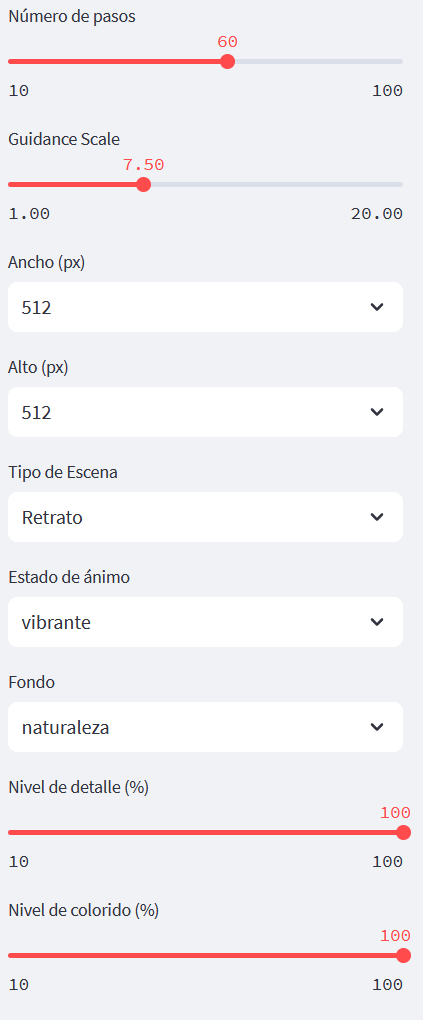 Número de pasos
60
10 100
Guidance Scale
7.50
1.00 20.00
Ancho (px)
512
Alto (px)
512
Tipo de Escena
Retrato
Estado de ánimo
vibrante
Fondo
naturaleza
Nivel de detalle (%)
100
10 100
Nivel de colorido (%)
100
10 100